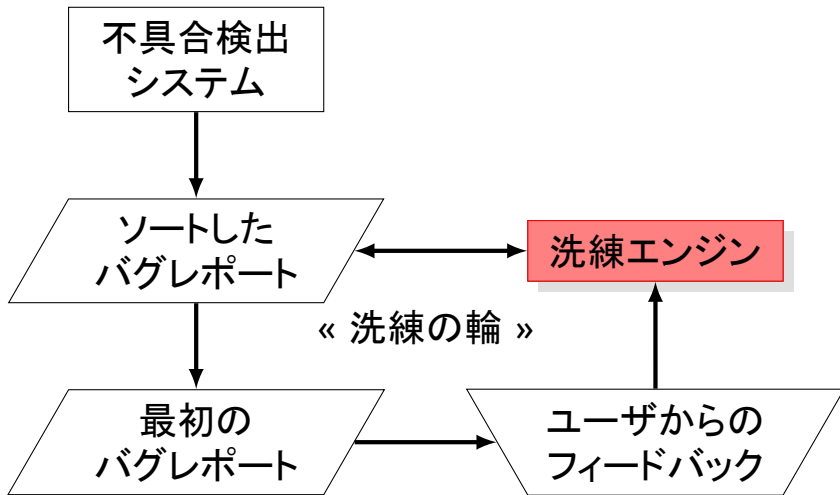 不具合検出
システム
ソートした
バグレポート
洗練エンジン
« 洗練の輪 »
最初の
バグレポート
ユーザからの
フィードバック